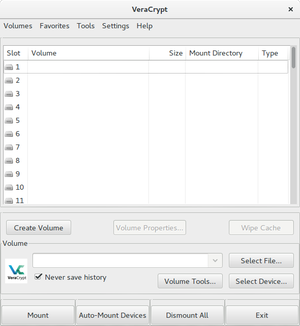 VeraCrypt ×
Volumes Favorites Tools Settings Help
Slot Volume Size Mount Directory Type
1
2
3
4
5
6
7
8
9
10
11
Create Volume Volume Properties... Wipe Cache
Volume
VeraCrypt Select File...
Never save history
Volume Tools... Select Device...
Mount Auto-Mount Devices Dismount All Exit